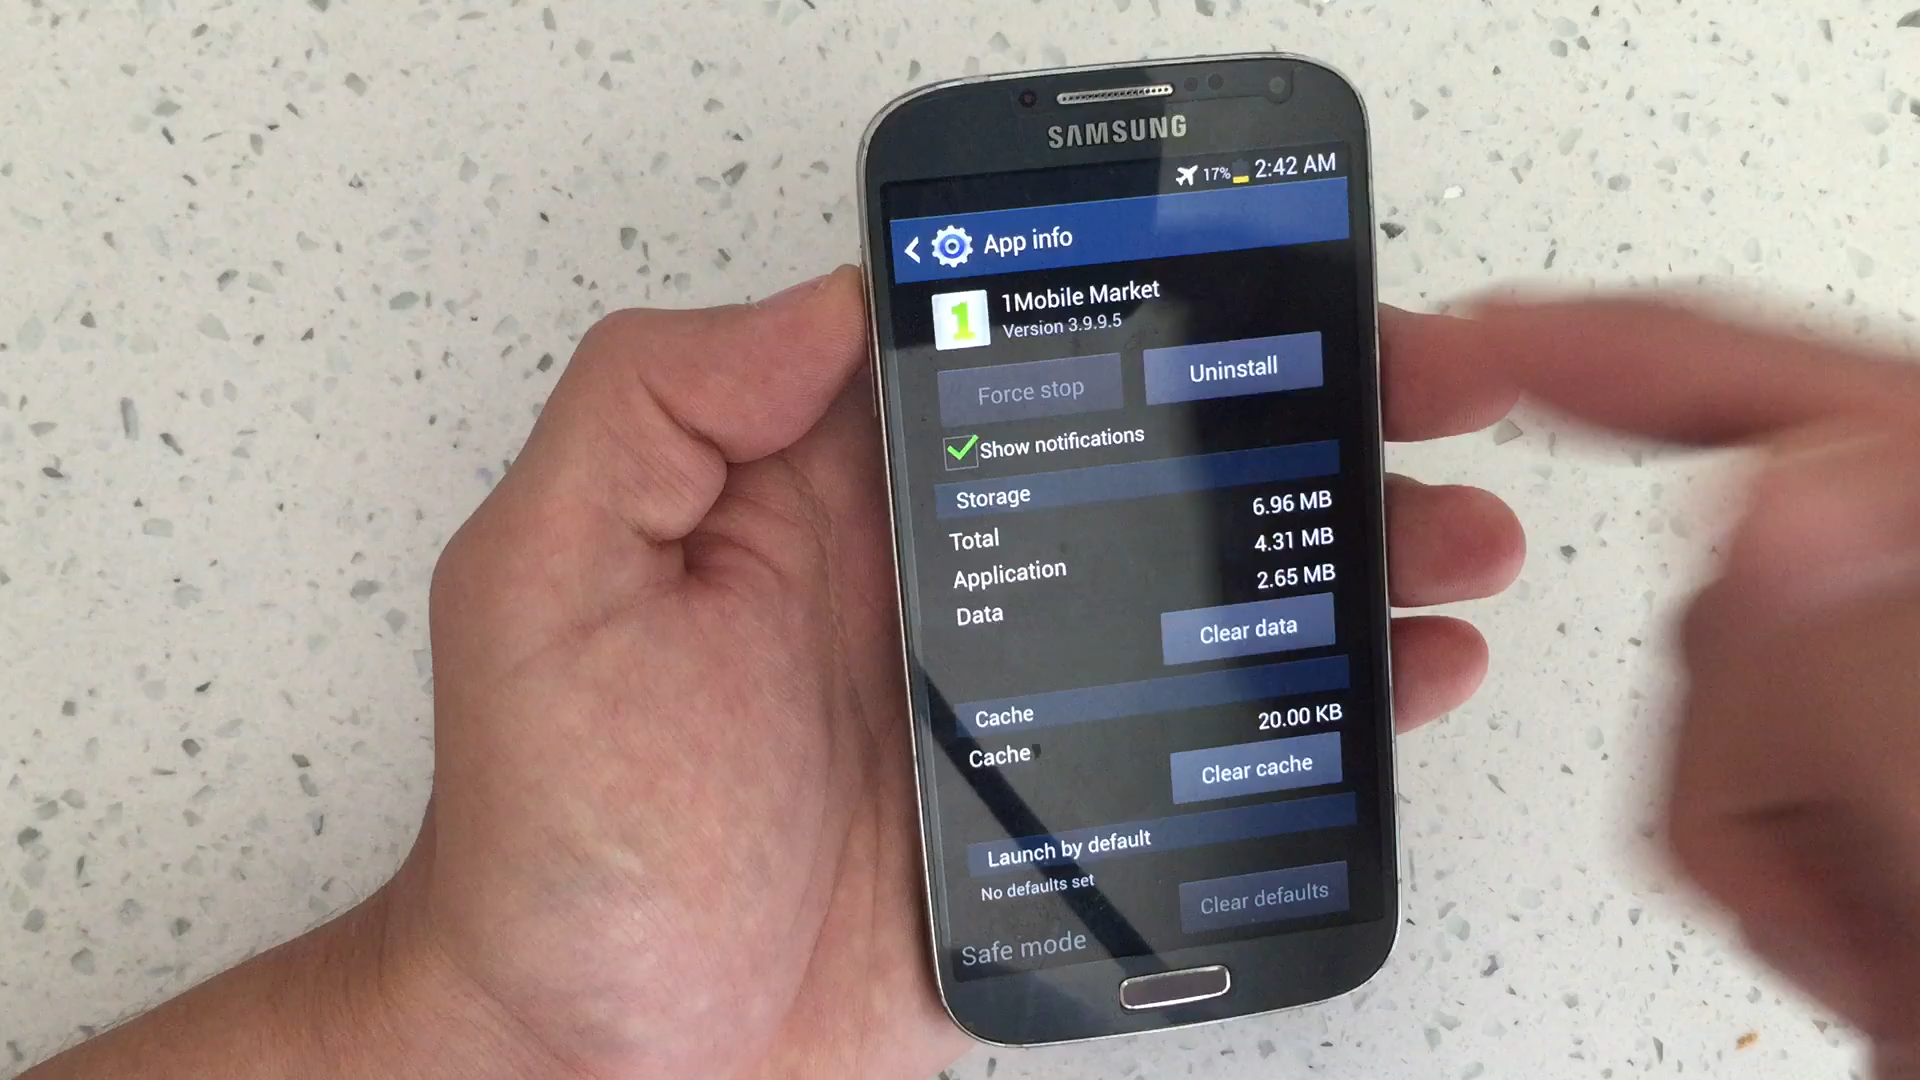 SAMSUNG
17% 2:42 AM
App info
1
1Mobile Market
Version 3.9.9.5
Force stop Uninstall
Show notifications
Storage
Total 6.96 MB
Application 4.31 MB
Data 2.65 MB
Clear data
Cache
Cache 20.00 KB
Clear cache
Launch by default
No defaults set
Clear defaults
Safe mode